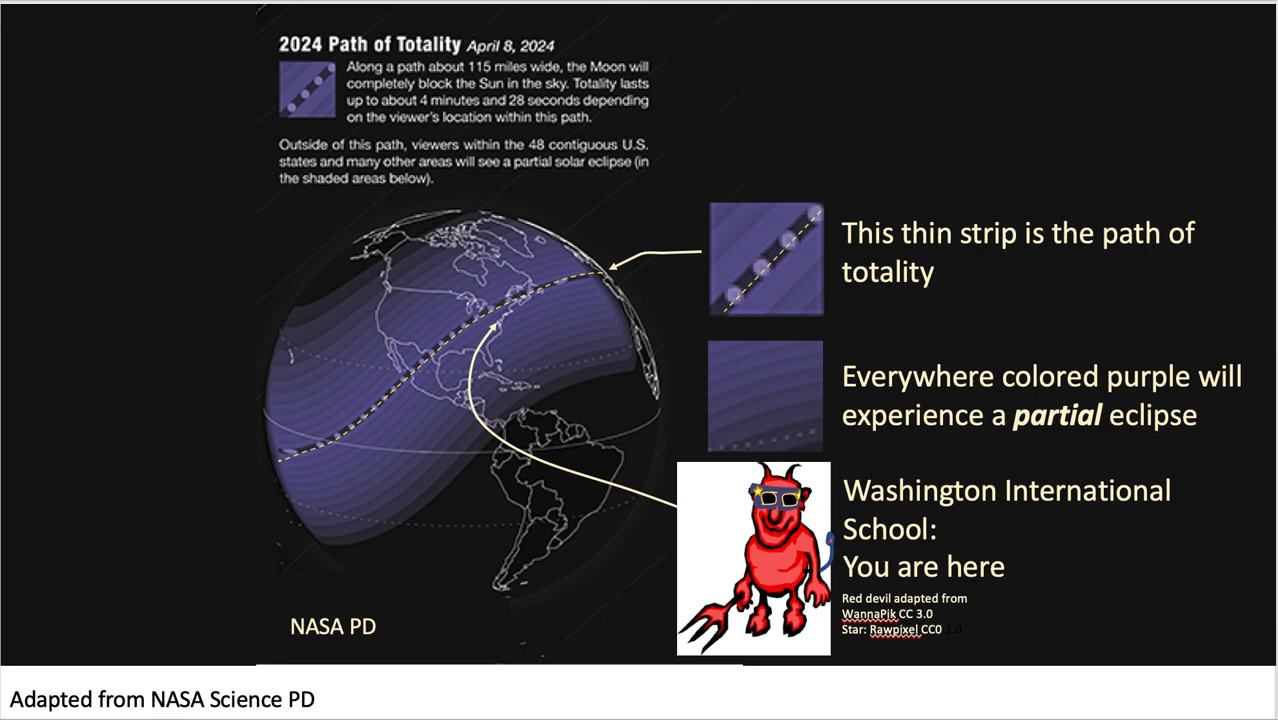 2024 Path of Totality April 8, 2024
Along a path about 115 miles wide, the Moon will
completely block the Sun in the sky. Totality lasts
up to about 4 minutes and 28 seconds depending
on the viewer's location within this path.
Outside of this path, viewers within the 48 contiguous U.S.
states and many other areas will see a partial solar eclipse (in
the shaded areas below).
This thin strip is the path of
totality
Everywhere colored purple will
experience a partial eclipse
Washington International
School:
You are here
Red devil adapted from
WannaPik CC 3.0
Star: Rawpixel CC0 1.0
NASA PD
Adapted from NASA Science PD